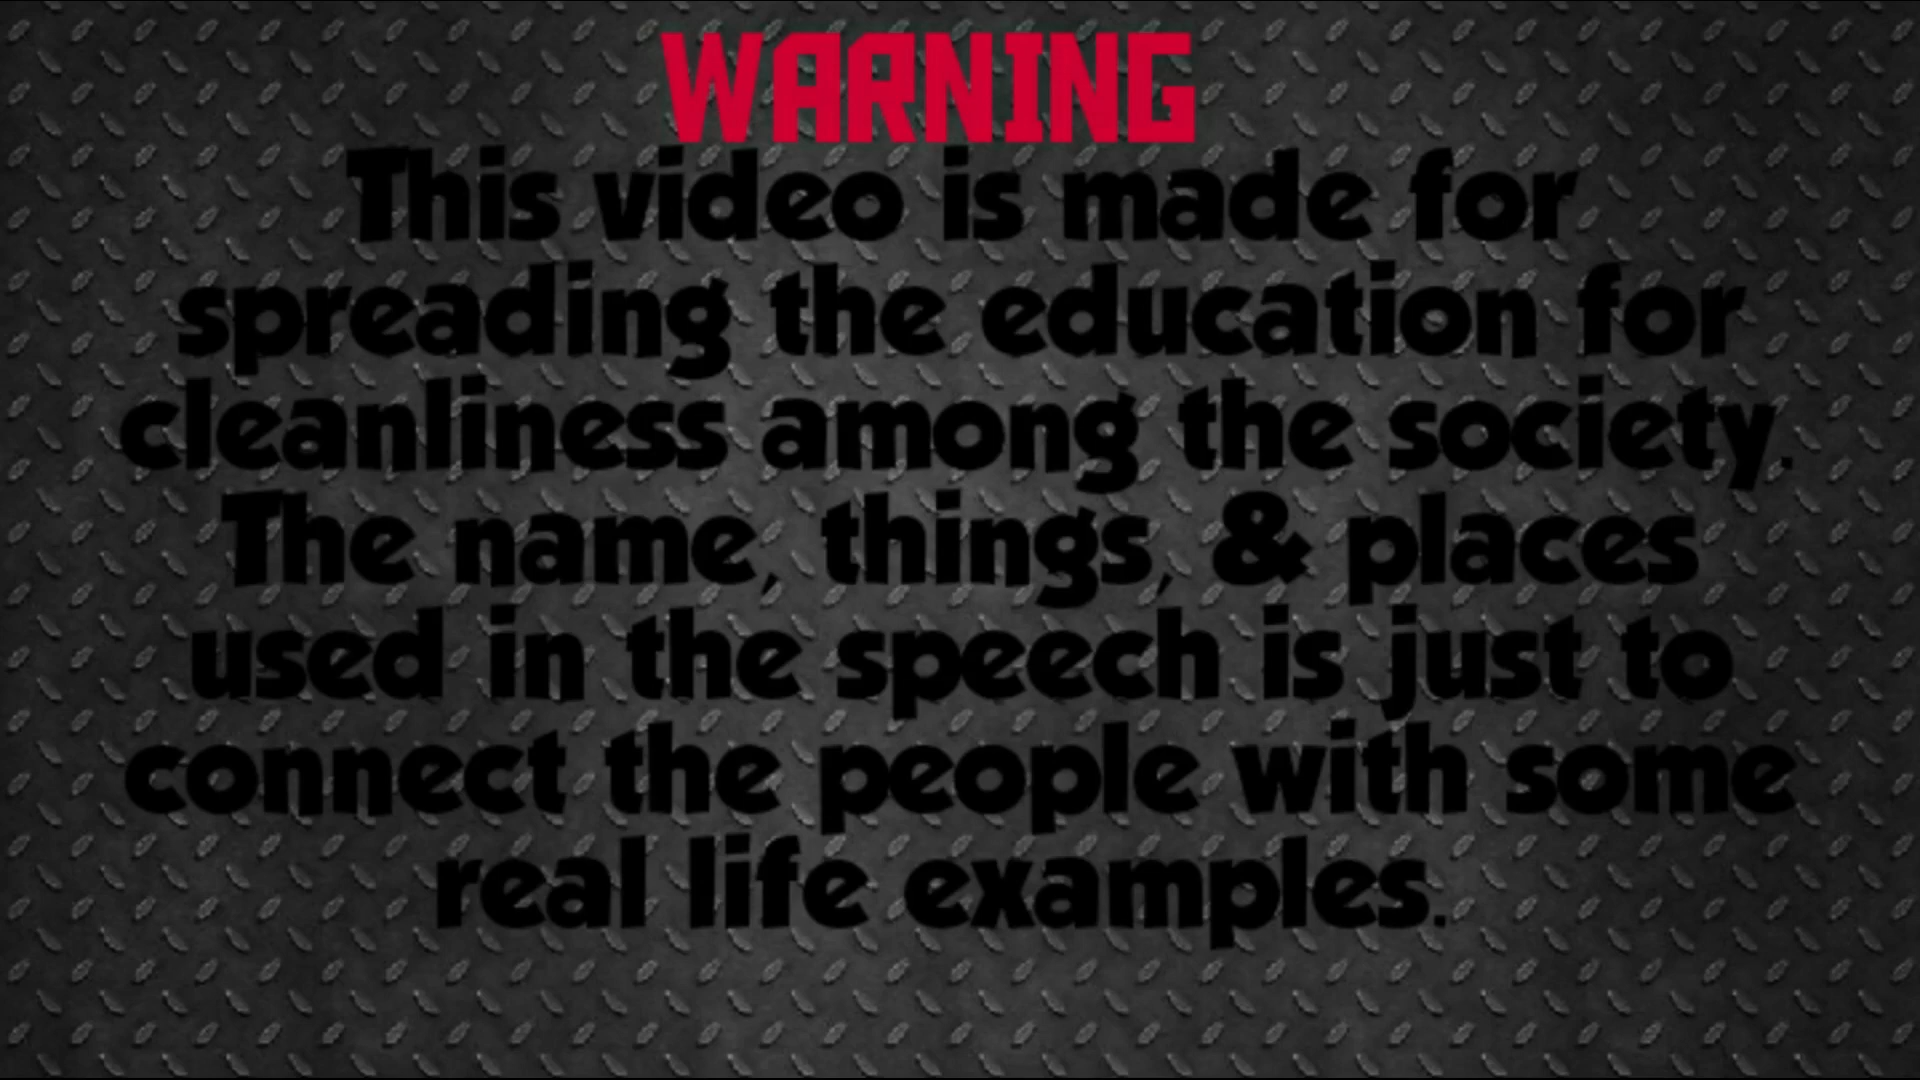 WARNING
This video is made for
spreading the education for
cleanliness among the society.
The name, things, & places
used in the speech is just to
connect the people with some
real life examples.